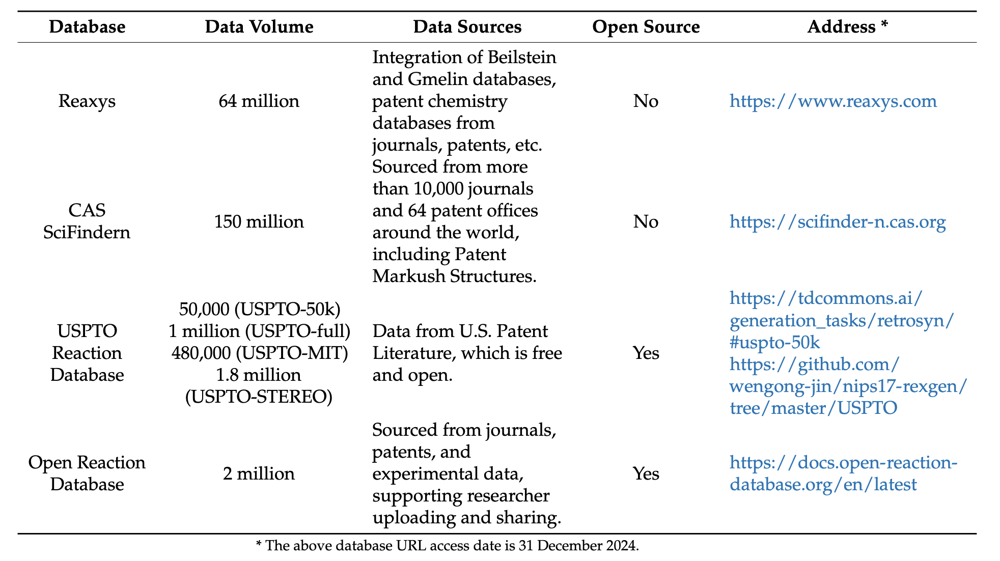 Database Data Volume Data Sources Open Source Address *
Reaxys
64 million
Integration of Beilstein
and Gmelin databases,
patent chemistry
databases from
journals, patents, etc.
No
https://www.reaxys.com
CAS
SciFindern
150 million
Sourced from more
than 10,000 journals
and 64 patent offices
around the world,
including Patent
Markush Structures.
No
https://scifinder-n.cas.org
USPTO
Reaction
Database
50,000 (USPTO-50k)
1 million (USPTO-full)
480,000 (USPTO-MIT)
1.8 million
(USPTO-STEREO)
Data from U.S. Patent
Literature, which is free
and open.
Yes
https://tdcommons.ai/
generation_tasks/retrosyn/
#uspto-50k
https://github.com/
wengong-jin/nips17-rexgen/
tree/master/USPTO
Open Reaction
Database
2 million
Sourced from journals,
patents, and
experimental data,
supporting researcher
uploading and sharing.
Yes
https://docs.open-reaction-
database.org/en/latest
* The above database URL access date is 31 December 2024.